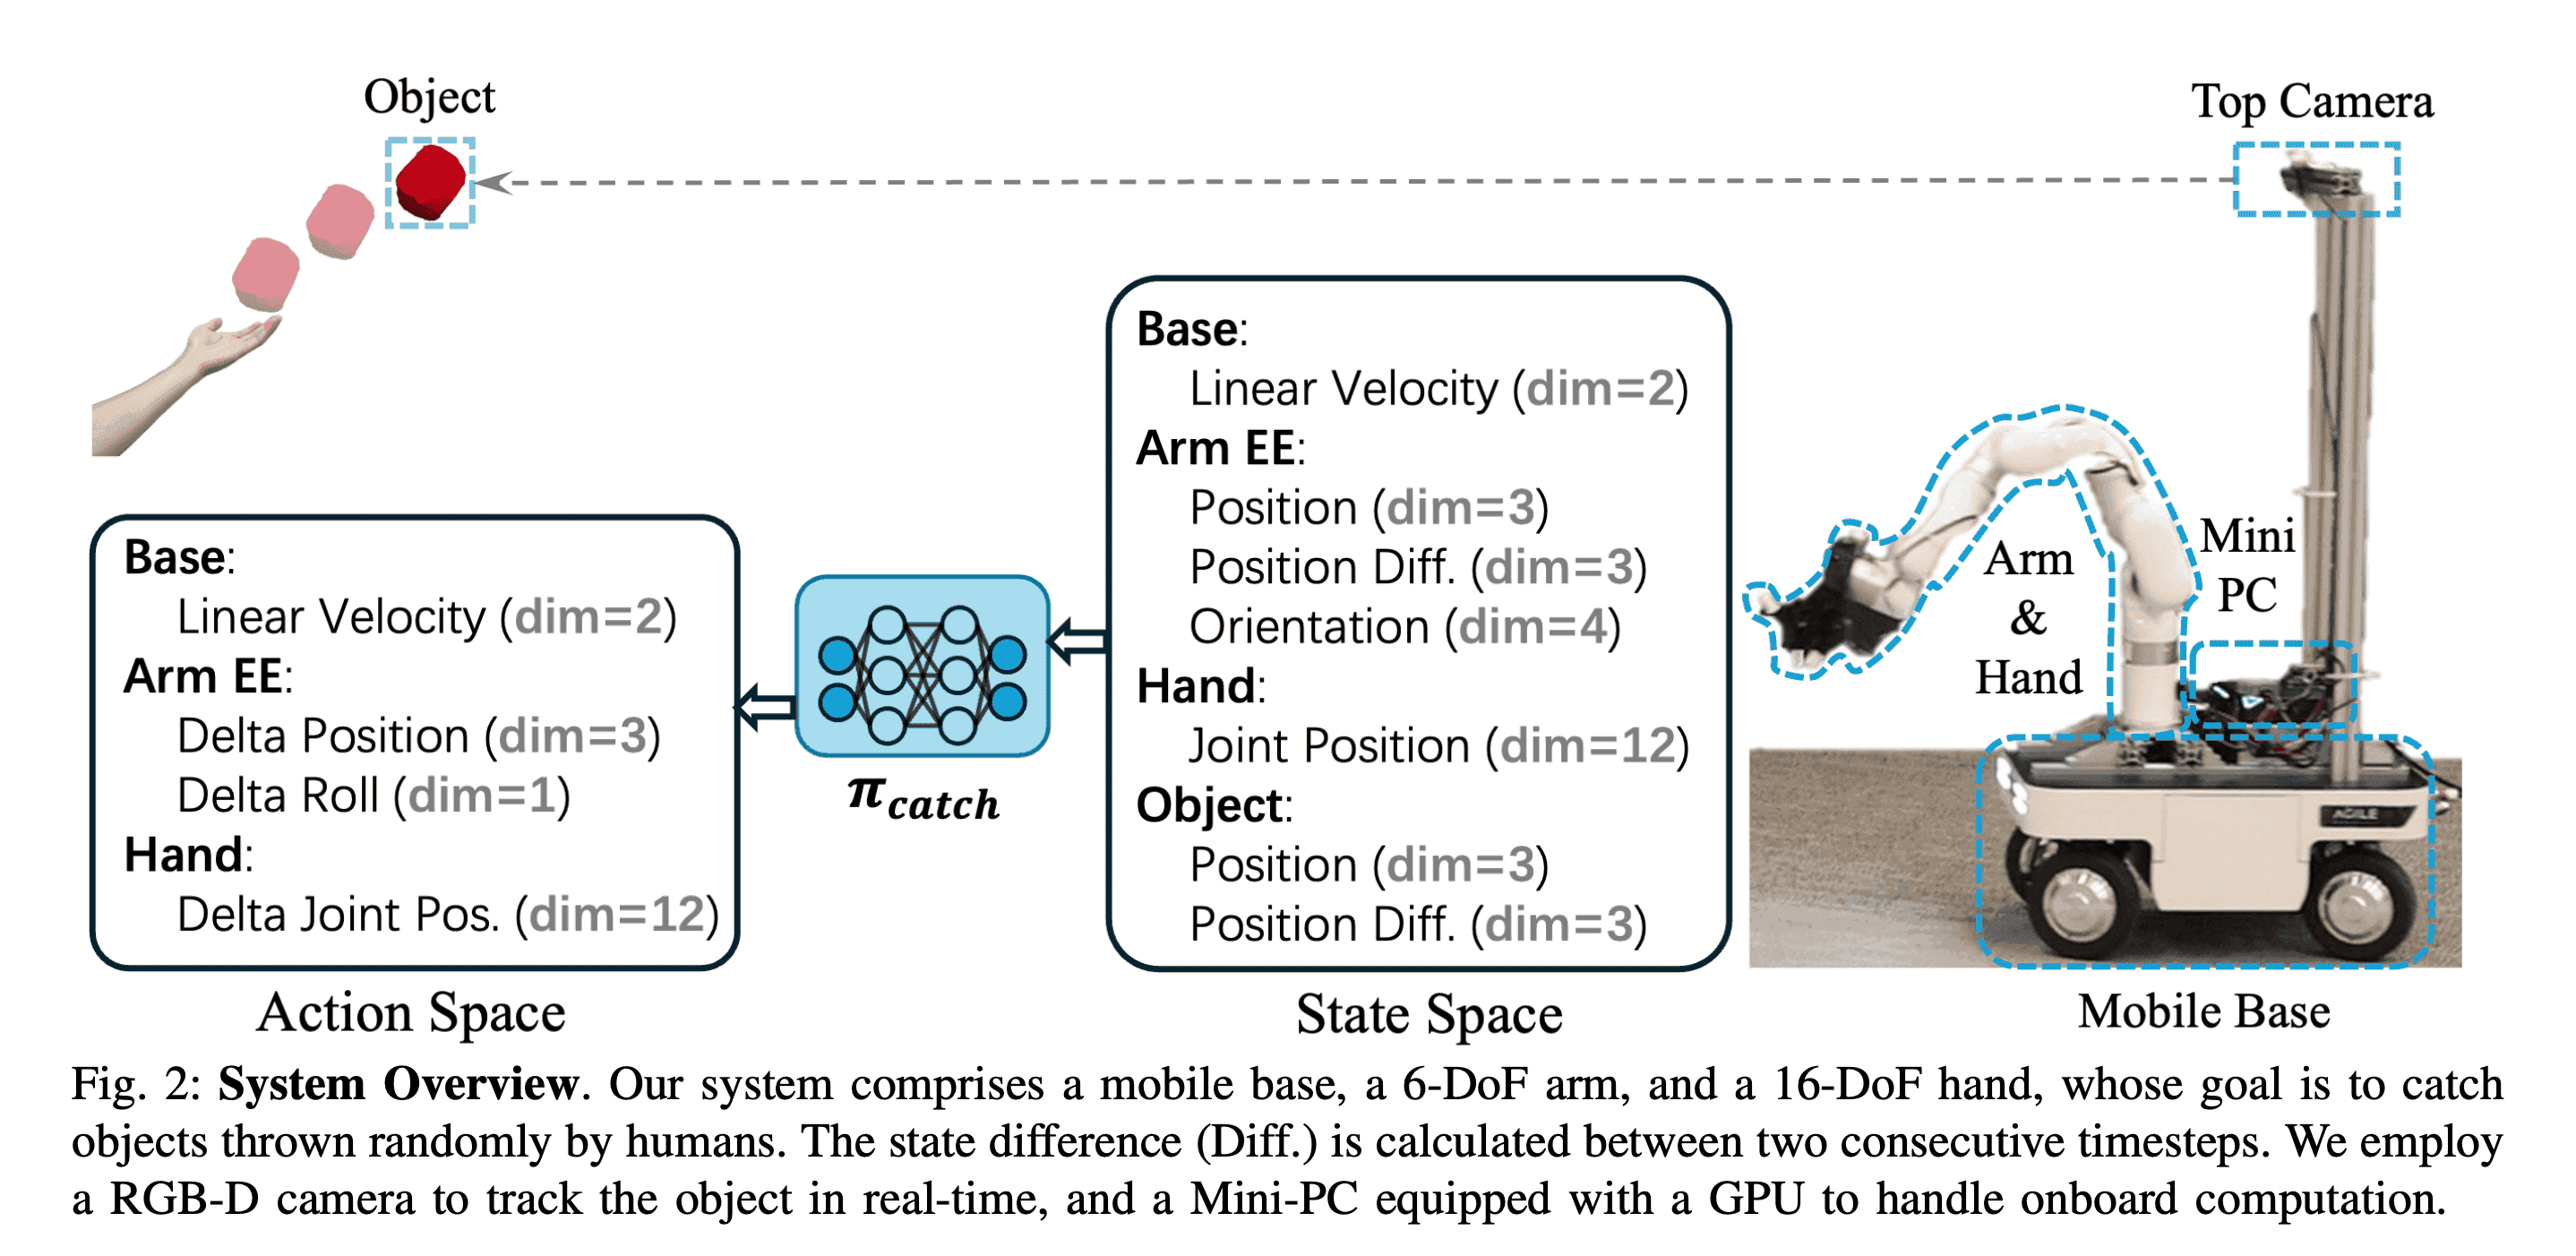 Object
Top Camera
Base:
Linear Velocity (dim=2)
Arm EE:
Delta Position (dim=3)
Delta Roll (dim=1)
Hand:
Delta Joint Pos. (dim=12)
Action Space
π catch
Base:
Linear Velocity (dim=2)
Arm EE:
Position (dim=3)
Position Diff. (dim=3)
Orientation (dim=4)
Hand:
Joint Position (dim=12)
Object:
Position (dim=3)
Position Diff. (dim=3)
State Space
Arm
&
Hand
Mini
PC
AGILE
Mobile Base
Fig. 2: System Overview. Our system comprises a mobile base, a 6-DoF arm, and a 16-DoF hand, whose goal is to catch
objects thrown randomly by humans. The state difference (Diff.) is calculated between two consecutive timesteps. We employ
a RGB-D camera to track the object in real-time, and a Mini-PC equipped with a GPU to handle onboard computation.